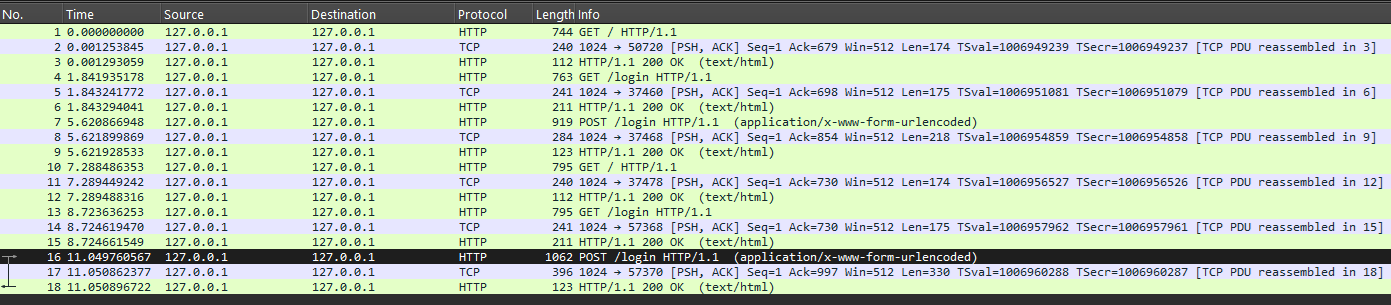 No. Time Source Destination Protocol Length Info
1 0.000000000 127.0.0.1 127.0.0.1 HTTP 744 GET / HTTP/1.1
2 0.001253845 127.0.0.1 127.0.0.1 TCP 240 1024 → 50720 [PSH, ACK] Seq=1 Ack=679 Win=512 Len=174 TSval=1006949239 TSecr=1006949237 [TCP PDU reassembled in 3]
3 0.001293059 127.0.0.1 127.0.0.1 HTTP 112 HTTP/1.1 200 OK (text/html)
4 1.841935178 127.0.0.1 127.0.0.1 HTTP 763 GET /login HTTP/1.1
5 1.843241772 127.0.0.1 127.0.0.1 TCP 241 1024 → 37460 [PSH, ACK] Seq=1 Ack=698 Win=512 Len=175 TSval=1006951081 TSecr=1006951079 [TCP PDU reassembled in 6]
6 1.843294041 127.0.0.1 127.0.0.1 HTTP 211 HTTP/1.1 200 OK (text/html)
7 5.620866948 127.0.0.1 127.0.0.1 HTTP 919 POST /login HTTP/1.1 (application/x-www-form-urlencoded)
8 5.621899869 127.0.0.1 127.0.0.1 TCP 284 1024 → 37468 [PSH, ACK] Seq=1 Ack=854 Win=512 Len=218 TSval=1006954859 TSecr=1006954858 [TCP PDU reassembled in 9]
9 5.621928533 127.0.0.1 127.0.0.1 HTTP 123 HTTP/1.1 200 OK (text/html)
10 7.288486353 127.0.0.1 127.0.0.1 HTTP 795 GET / HTTP/1.1
11 7.289449242 127.0.0.1 127.0.0.1 TCP 240 1024 → 37478 [PSH, ACK] Seq=1 Ack=730 Win=512 Len=174 TSval=1006956527 TSecr=1006956526 [TCP PDU reassembled in 12]
12 7.289488316 127.0.0.1 127.0.0.1 HTTP 112 HTTP/1.1 200 OK (text/html)
13 8.723636253 127.0.0.1 127.0.0.1 HTTP 795 GET /login HTTP/1.1
14 8.724619470 127.0.0.1 127.0.0.1 TCP 241 1024 → 57368 [PSH, ACK] Seq=1 Ack=730 Win=512 Len=175 TSval=1006957962 TSecr=1006957961 [TCP PDU reassembled in 15]
15 8.724661549 127.0.0.1 127.0.0.1 HTTP 211 HTTP/1.1 200 OK (text/html)
16 11.049760567 127.0.0.1 127.0.0.1 HTTP 1062 POST /login HTTP/1.1 (application/x-www-form-urlencoded)
17 11.050862377 127.0.0.1 127.0.0.1 TCP 396 1024 → 57370 [PSH, ACK] Seq=1 Ack=997 Win=512 Len=330 TSval=1006960288 TSecr=1006960287 [TCP PDU reassembled in 18]
18 11.050896722 127.0.0.1 127.0.0.1 HTTP 123 HTTP/1.1 200 OK (text/html)